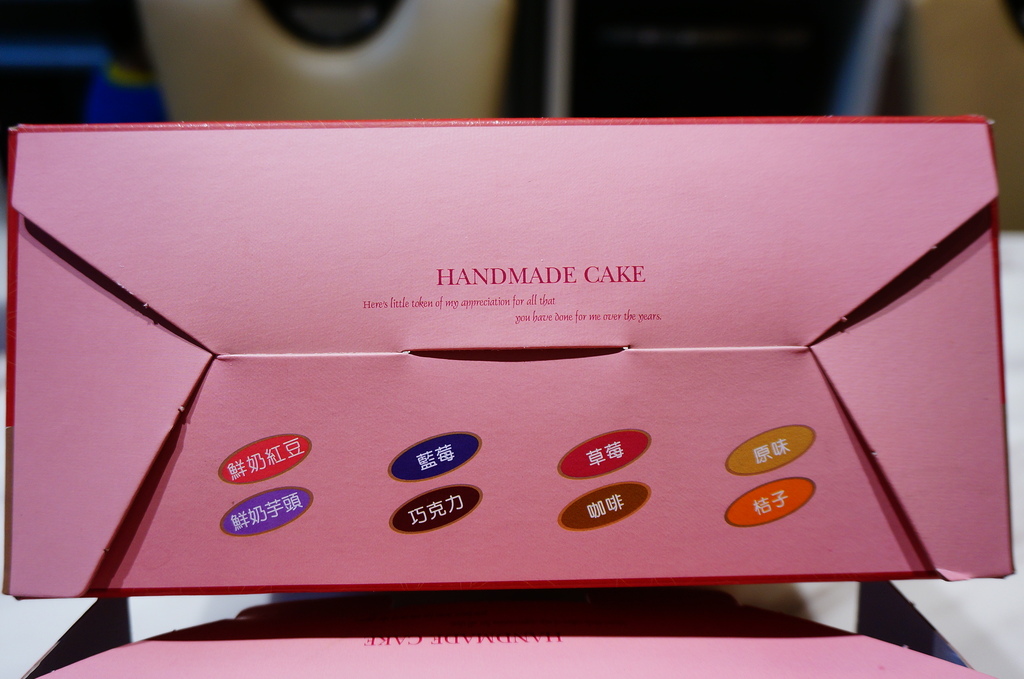 HANDMADE CAKE
Here's little token of my appreciation for all that
you have done for me over the years.
鮮奶紅豆
藍莓
草莓
原味
鮮奶芋頭
巧克力
咖啡
桔子
HANDMADE CAKE